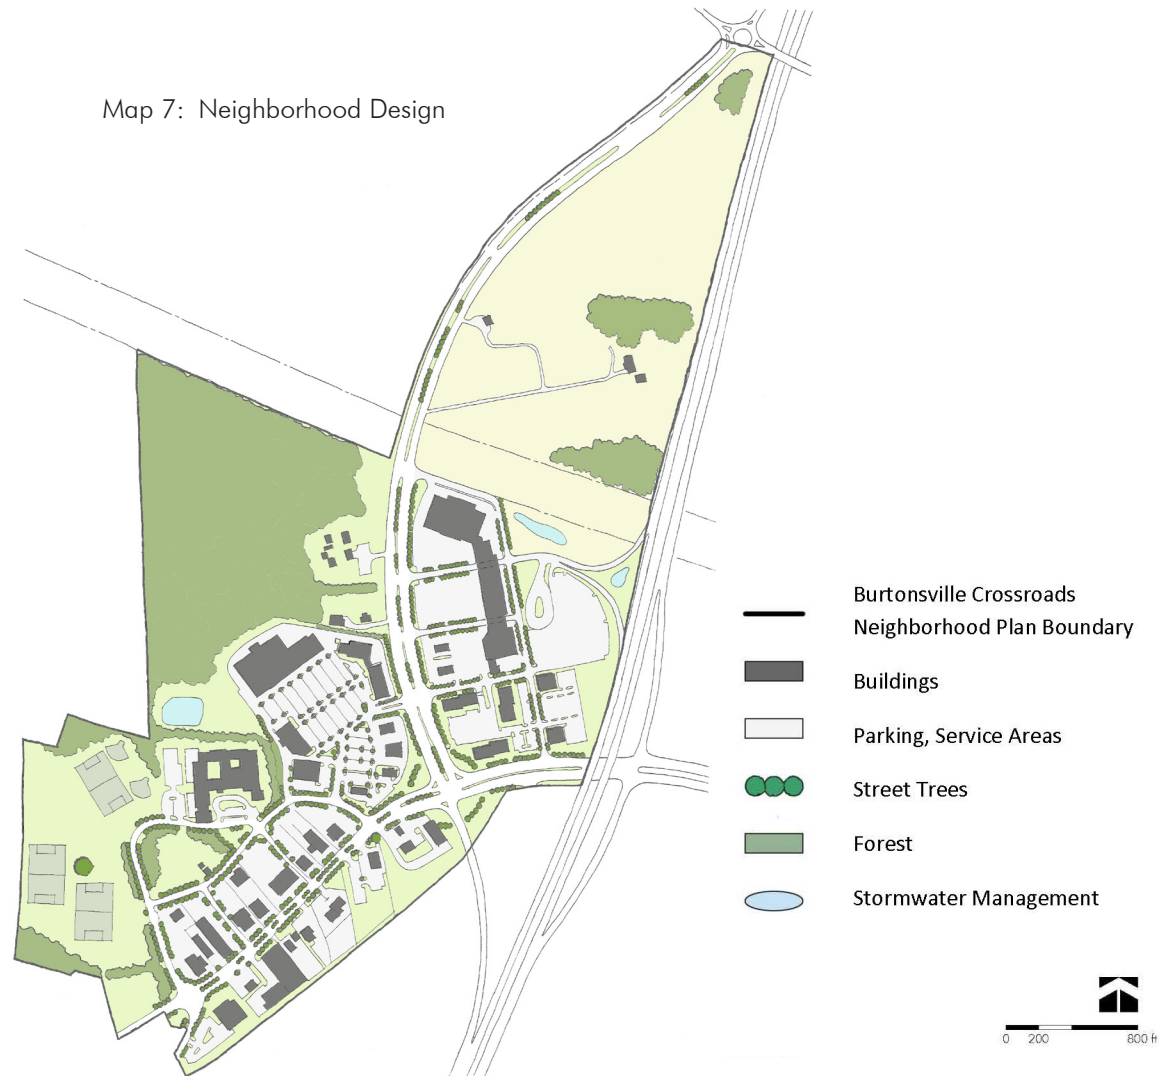 Map 7: Neighborhood Design
Burtonsville Crossroads
Neighborhood Plan Boundary
Buildings
Parking, Service Areas
Street Trees
Forest
Stormwater Management
0 200 800 ft